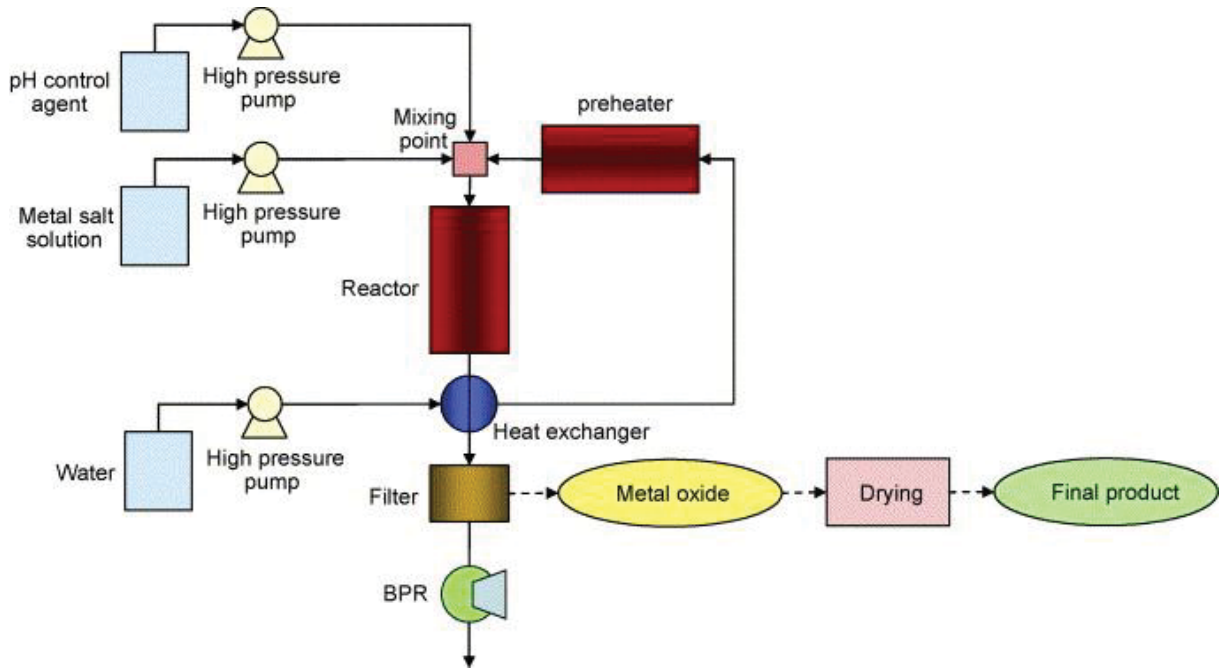 pH control
agent
High pressure
pump
preheater
Mixing
point
Metal salt
solution
High pressure
pump
Reactor
Heat exchanger
Water
High pressure
pump
Filter
Metal oxide
Drying
Final product
BPR